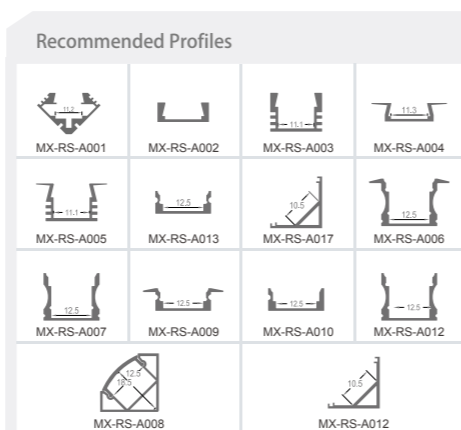 Recommended Profiles
11.2
11.1
11.3
MX-RS-A001 MX-RS-A002 MX-RS-A003 MX-RS-A004
11.1
12.5
10.5
12.5
MX-RS-A005 MX-RS-A013 MX-RS-A017 MX-RS-A006
12.5
12.5
12.5
12.5
MX-RS-A007 MX-RS-A009 MX-RS-A010 MX-RS-A012
12.5
18.5
10.5
MX-RS-A008 MX-RS-A012